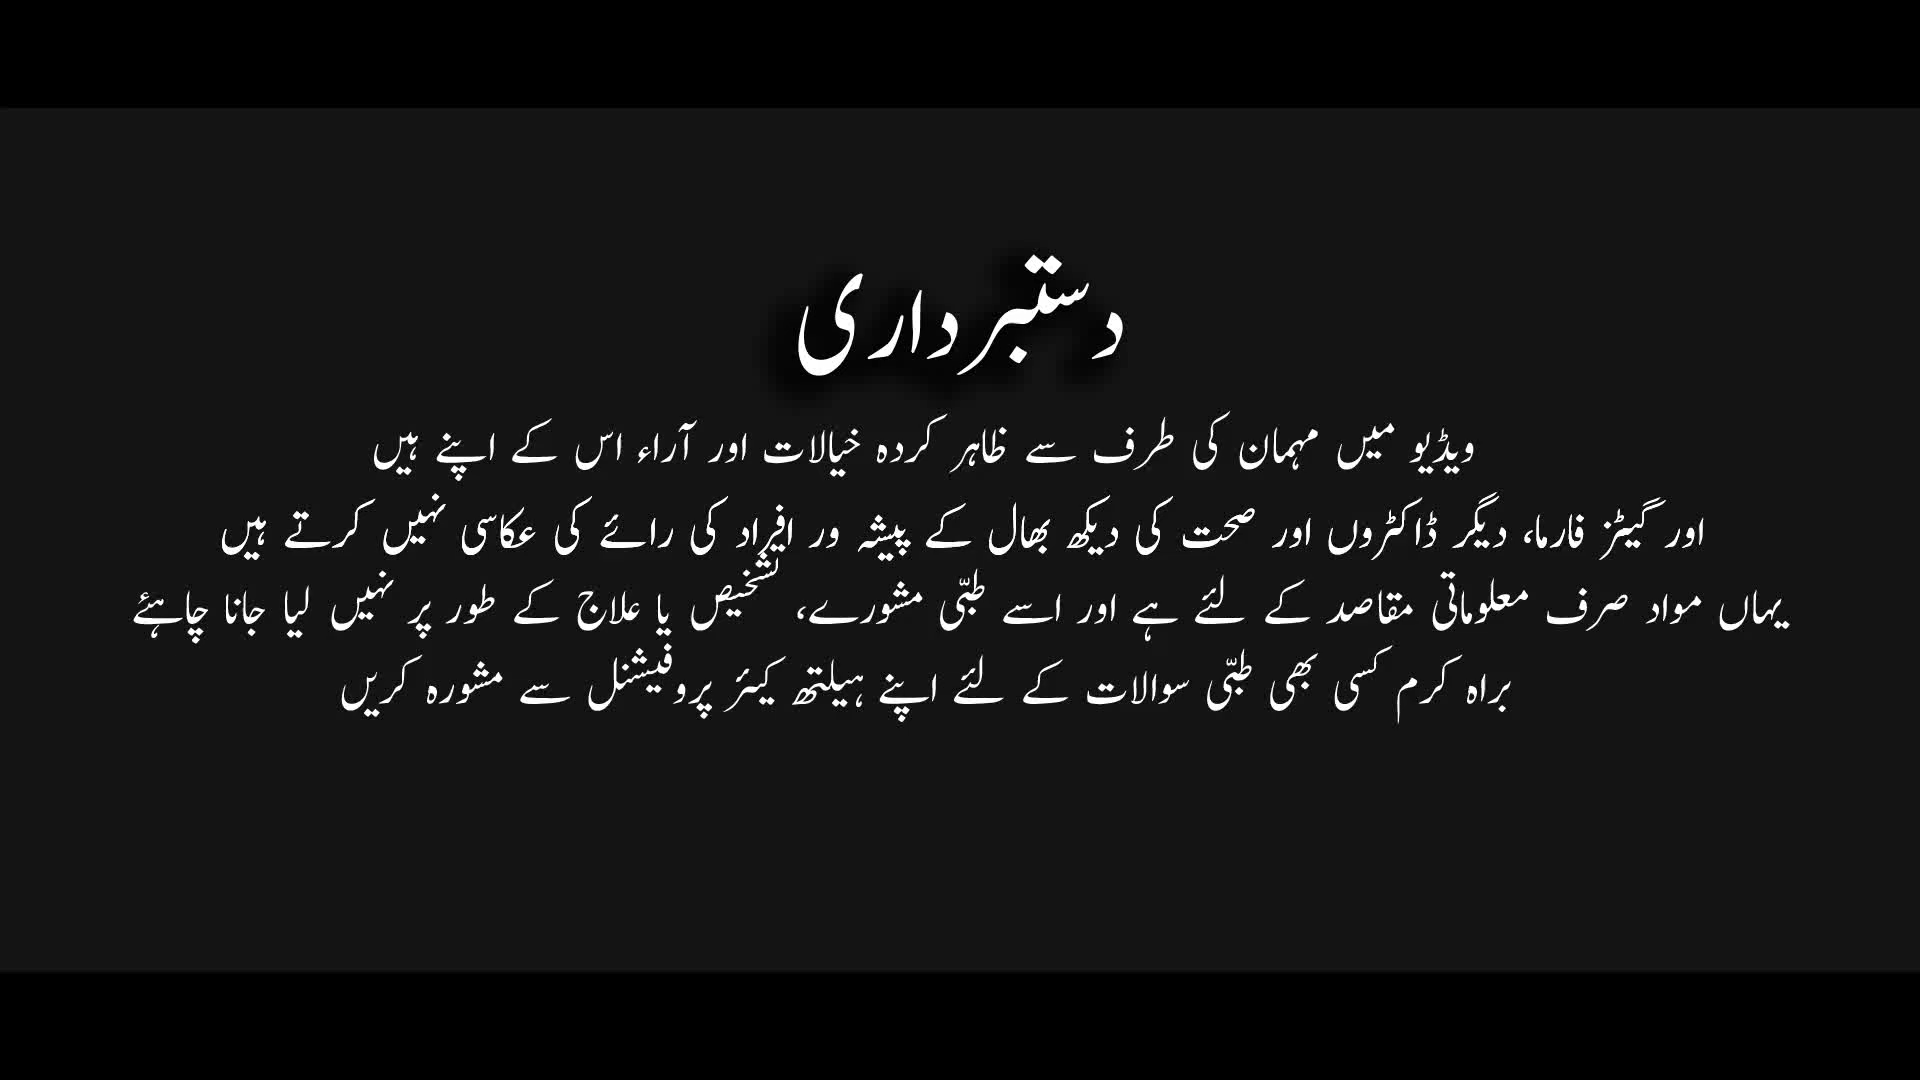 دستبرداری
ویڈیو میں مہمان کی طرف سے ظاہر کردہ خیالات اور آراء اس کے اپنے ہیں
اور گیٹز فارما، دیگر ڈاکٹروں اور صحت کی دیکھ بھال کے پیشہ ور افراد کی رائے کی عکاسی نہیں کرتے ہیں
یہاں مواد صرف معلوماتی مقاصد کے لئے ہے اور اسے طبّی مشورے، تشخیص یا علاج کے طور پر نہیں لیا جانا چاہئے
براہ کرم کسی بھی طبّی سوالات کے لئے اپنے ہیلتھ کیئر پروفیشنل سے مشورہ کریں